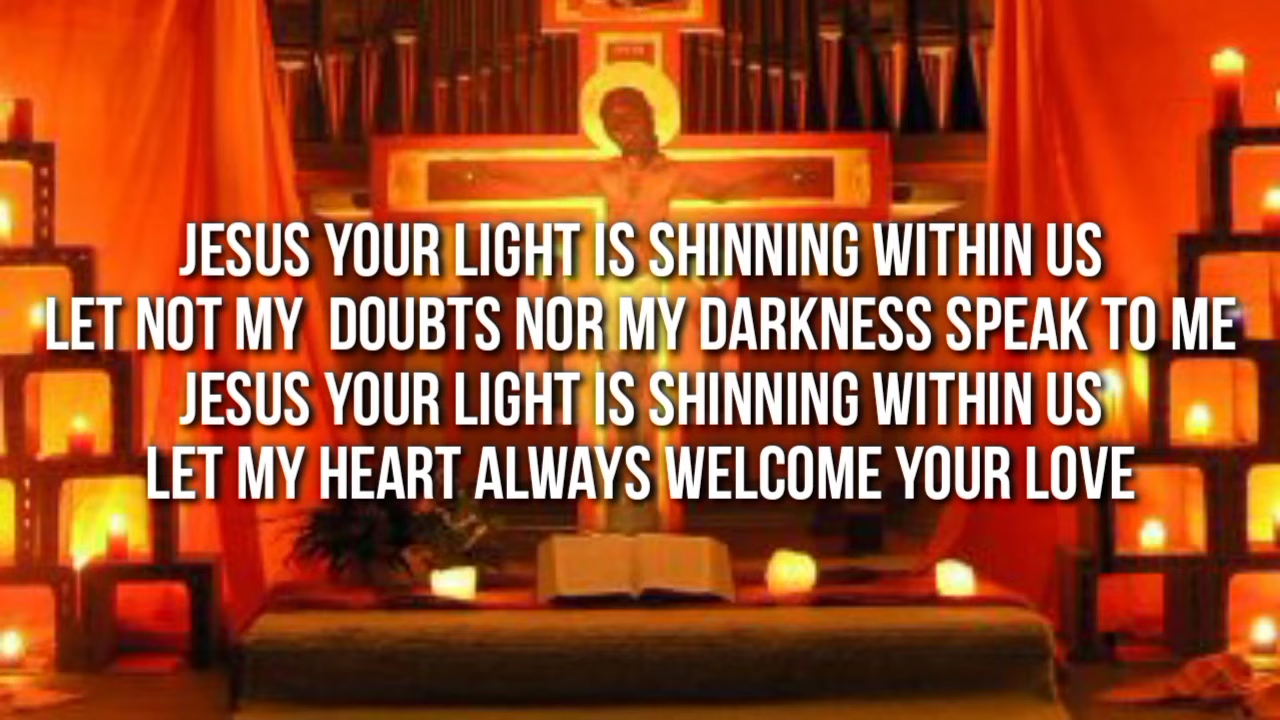 JESUS YOUR LIGHT IS SHINNING WITHIN US
LET NOT MY  DOUBTS NOR MY DARKNESS SPEAK TO ME
JESUS YOUR LIGHT IS SHINNING WITHIN US
LET MY HEART ALWAYS WELCOME YOUR LOVE